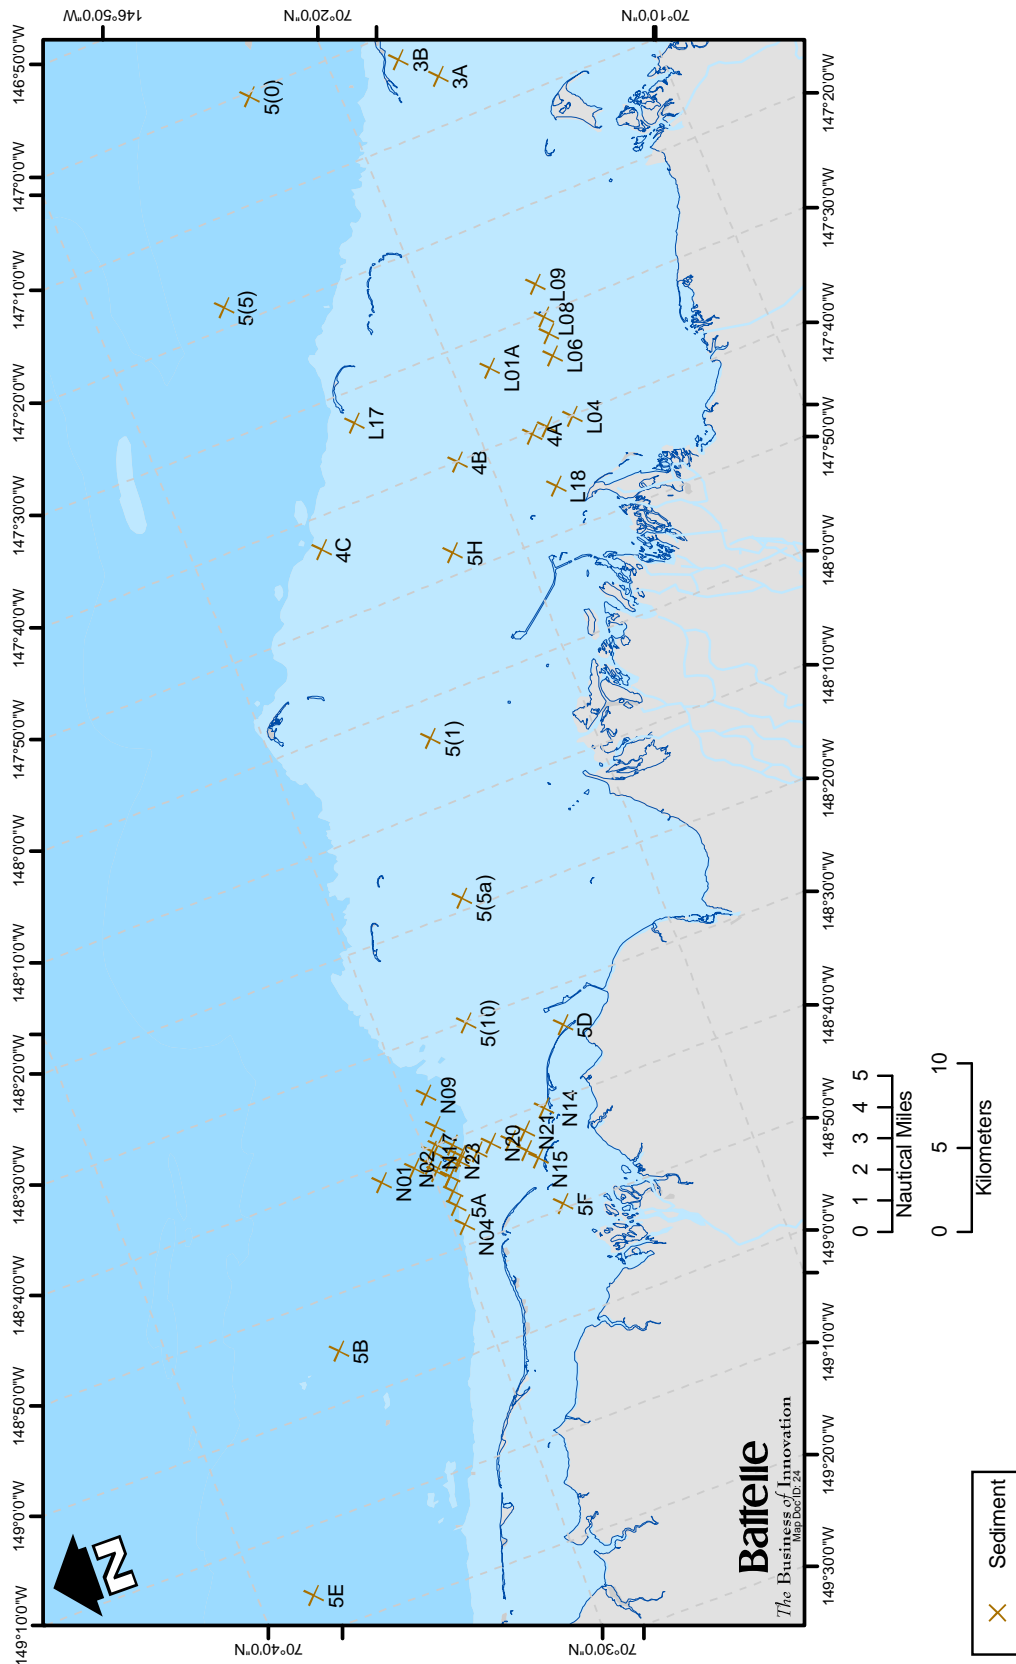 149°10'0"W
149°0'0"W
148°50'0"W
148°40'0"W
148°30'0"W
148°20'0"W
148°10'0"W
148°0'0"W
147°50'0"W
147°40'0"W
147°30'0"W
147°20'0"W
147°10'0"W
147°0'0"W
146°50'0"W
146°50'0"W
70°20'0"N
70°10'0"N
70°40'0"N
70°30'0"N
N
5E
5B
N01
N02
N17
N09
5A
N04
N23
N20
N21
N14
N15
5F
5D
5(10)
5(5a)
5(1)
4C
5H
4B
L17
L18
4A
L04
L01A
L06
L08
L09
5(5)
5(0)
3B
3A
149°30'0"W
149°20'0"W
149°10'0"W
149°0'0"W
148°50'0"W
148°40'0"W
148°30'0"W
148°20'0"W
148°10'0"W
148°0'0"W
147°50'0"W
147°40'0"W
147°30'0"W
147°20'0"W
Battelle
The Business of Innovation
Map Doc ID: 24
0 1 2 3 4 5
Nautical Miles
0 5 10
Kilometers
Sediment